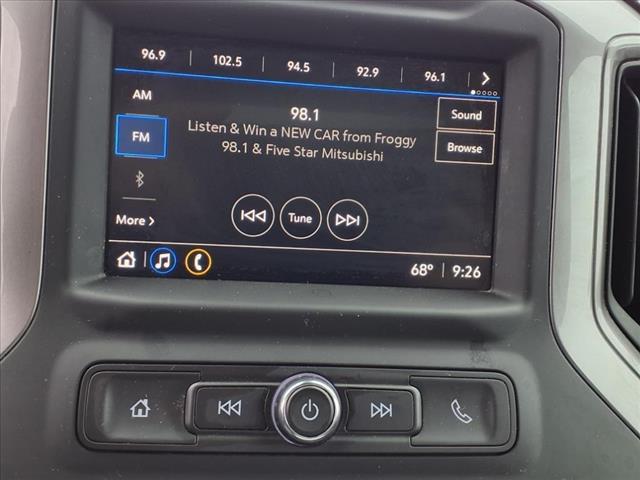 96.9 102.5 94.5 92.9 96.1
AM
FM
More
98.1
Listen & Win a NEW CAR from Froggy
98.1 & Five Star Mitsubishi
Sound
Browse
Tune
68° 9:26